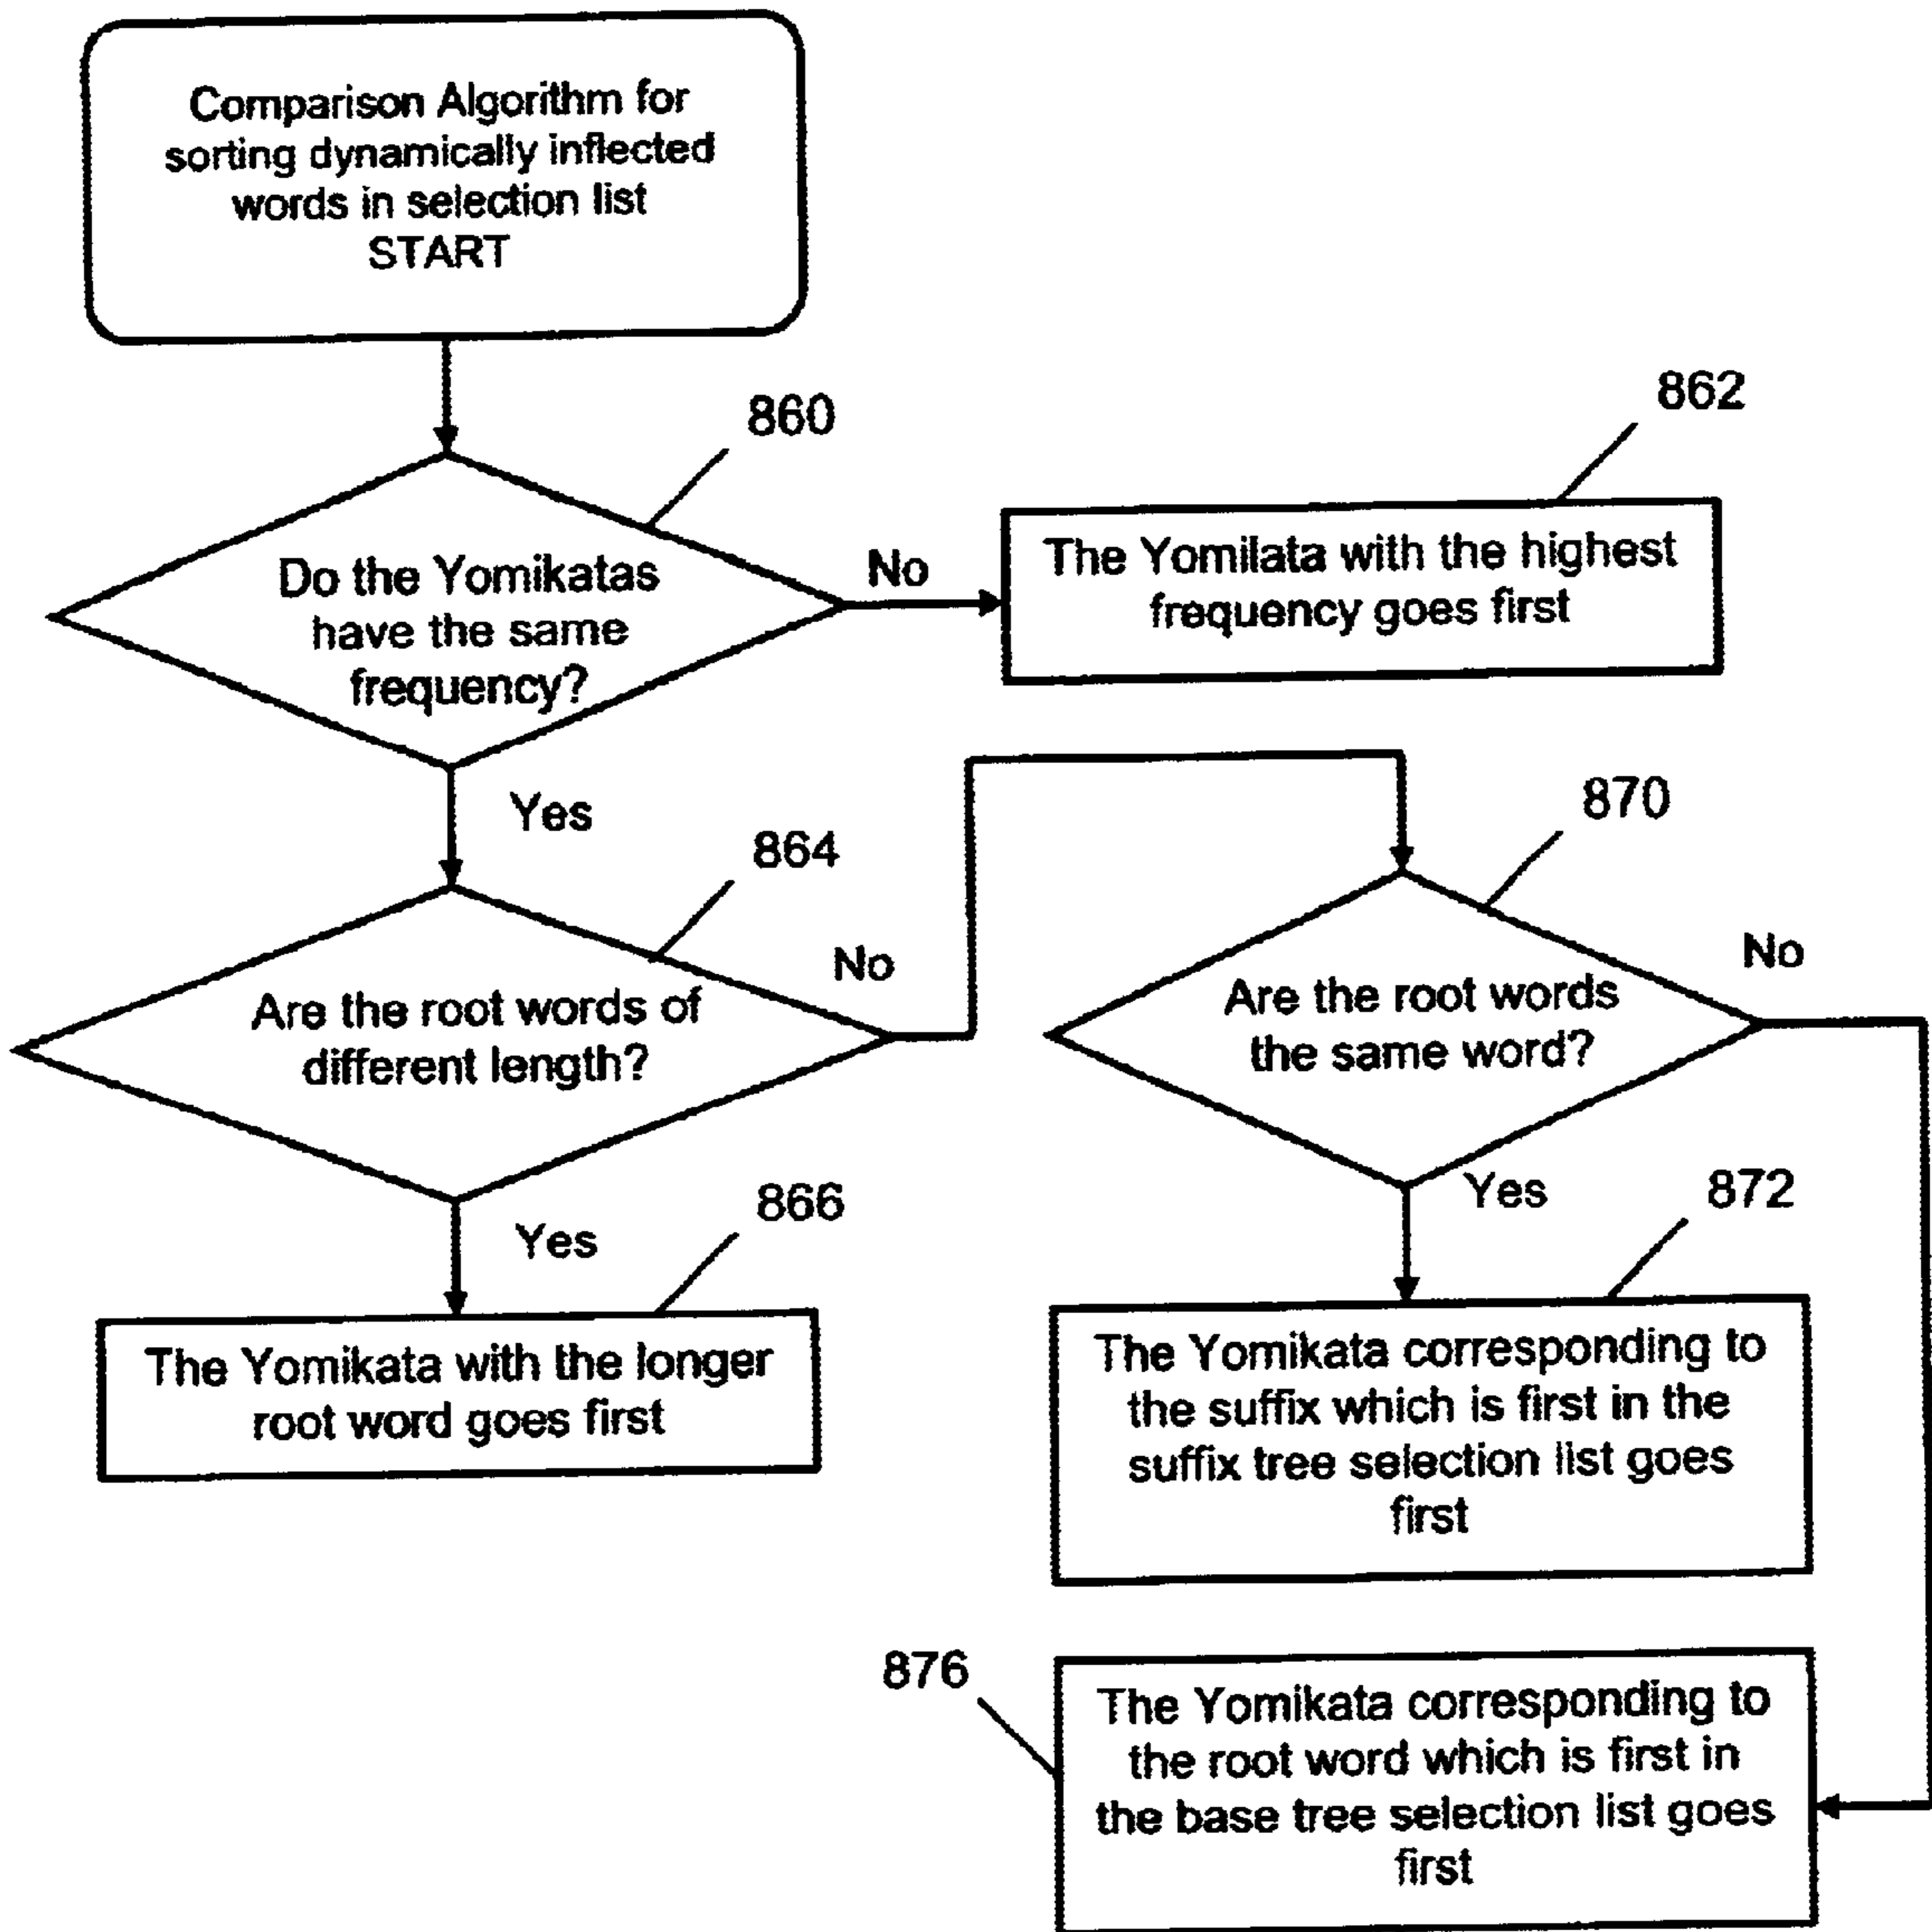 Comparison Algorithm for
sorting dynamically inflected
words in selection list
START
860
862
Do the Yomikatas
have the same
frequency?
No
The Yomilata with the highest
frequency goes first
Yes
864
870
Are the root words of
different length?
No
Are the root words
the same word?
No
Yes
866
Yes
872
The Yomikata with the longer
root word goes first
The Yomikata corresponding to
the suffix which is first in the
suffix tree selection list goes
first
876
The Yomikata corresponding to
the root word which is first in
the base tree selection list goes
first